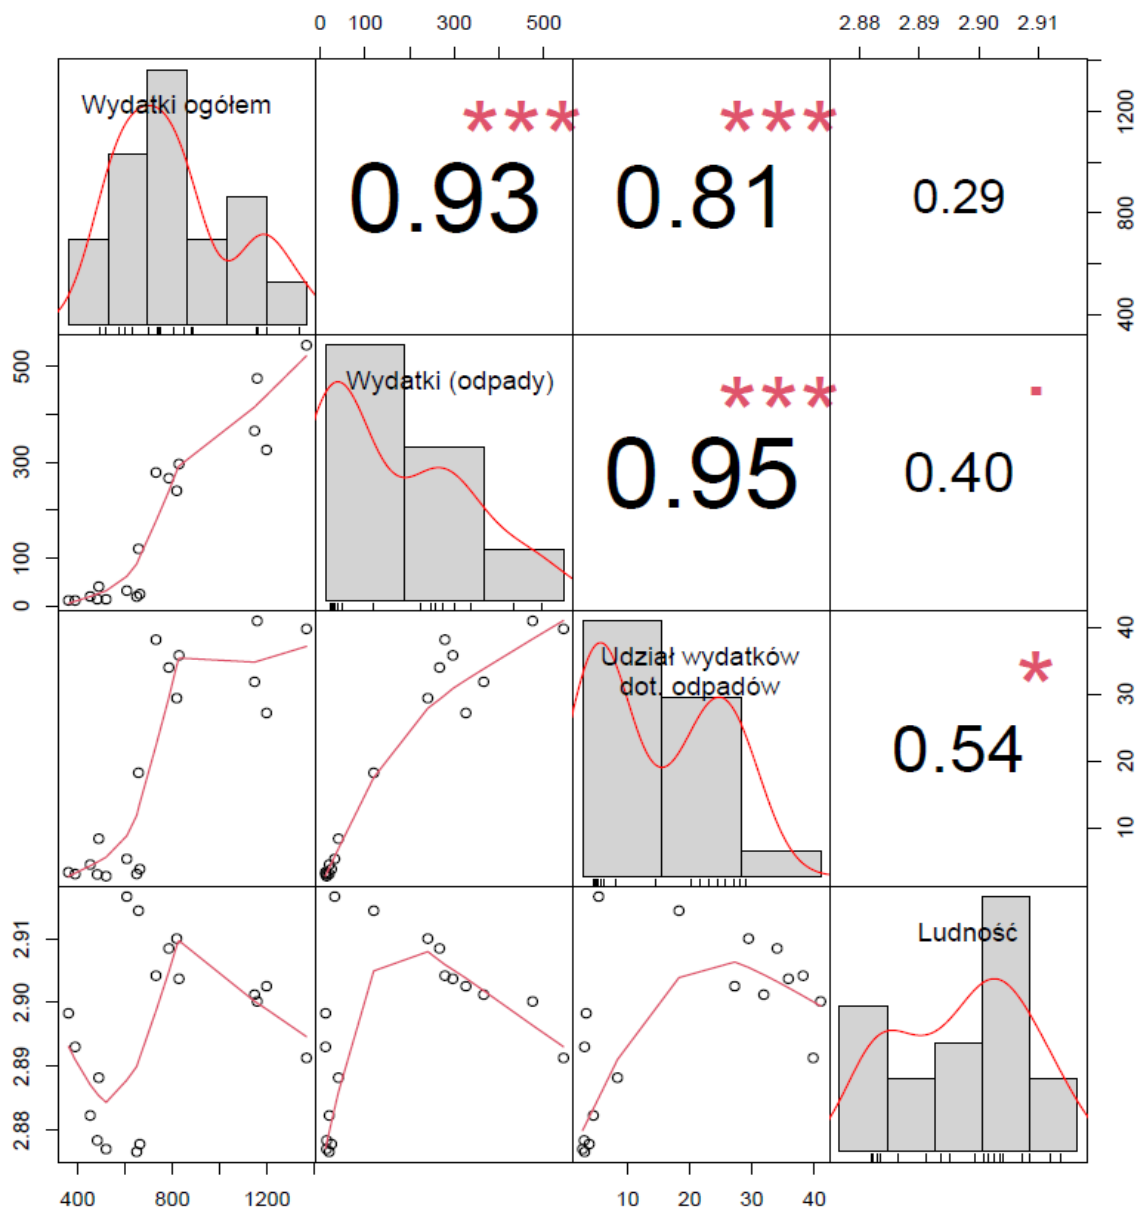 0 100 300 500 2.88 2.89 2.90 2.91
Wydatki ogółem
***
0.93
***
0.81
0.29
400 800 1200
0 100 300 500
Wydatki (odpady)
***
0.95
.
0.40
Udział wydatków
dot. odpadów
*
0.54
10 20 30 40
2.88 2.89 2.90 2.91
Ludność
400 800 1200 10 20 30 40